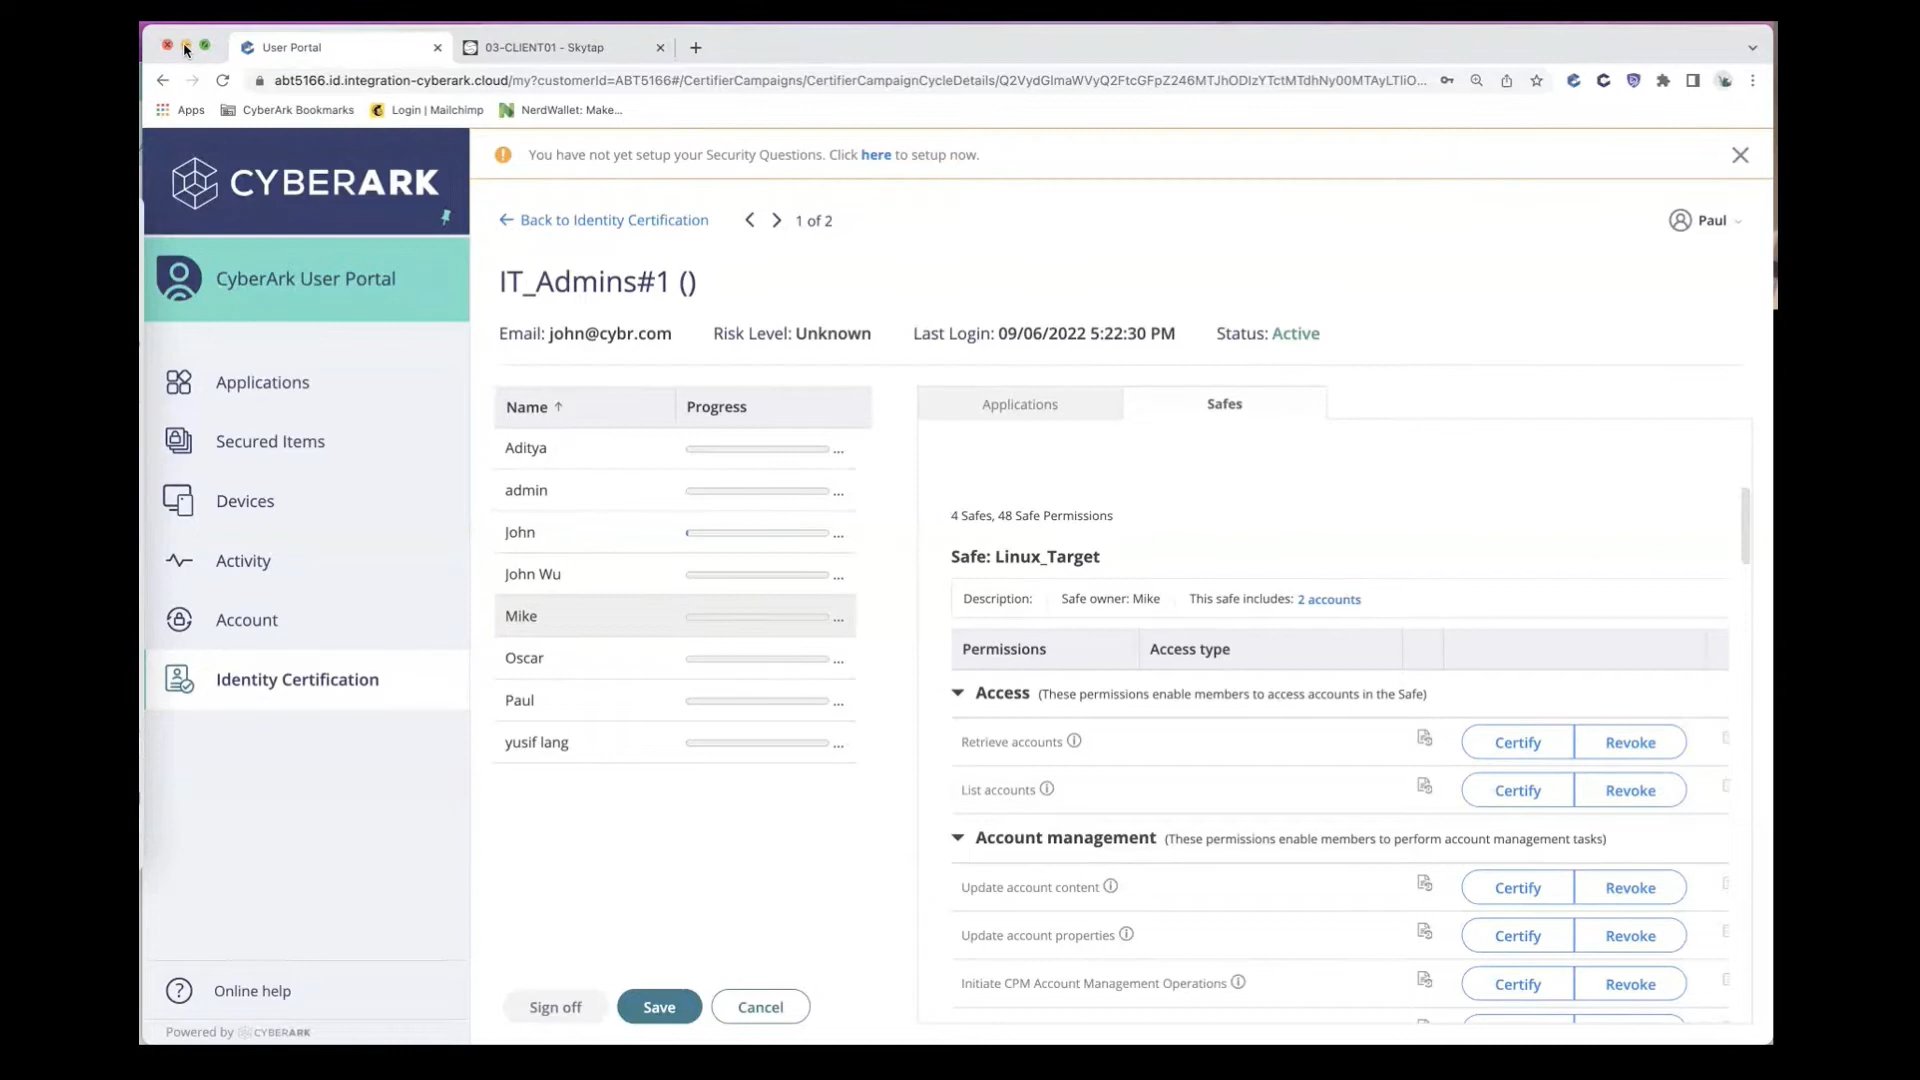 User Portal
03-CLIENT01 - Skytap
abt5166.id.integration-cyberark.cloud/my?customerId=ABT5166#/CertifierCampaigns/CertifierCampaignCycleDetails/
Apps
CyberArk Bookmarks
Login | Mailchimp
NerdWallet: Make...
CYBERARK
You have not yet setup your Security Questions. Click here to setup now.
← Back to Identity Certification
1 of 2
Paul
CyberArk User Portal
IT_Admins#1 ()
Email: john@cybr.com
Risk Level: Unknown
Last Login: 09/06/2022 5:22:30 PM
Status: Active
Applications
Secured Items
Devices
Activity
Account
Identity Certification
Online help
Powered by CYBERARK
Name ↑
Progress
Aditya
...
admin
...
John
...
John Wu
...
Mike
...
Oscar
...
Paul
...
yusif lang
...
Sign off
Save
Cancel
Applications
Safes
4 Safes, 48 Safe Permissions
Safe: Linux_Target
Description:
Safe owner: Mike
This safe includes: 2 accounts
Permissions
Access type
Access (These permissions enable members to access accounts in the Safe)
Retrieve accounts
Certify
Revoke
List accounts
Certify
Revoke
Account management (These permissions enable members to perform account management tasks)
Update account content
Certify
Revoke
Update account properties
Certify
Revoke
Initiate CPM Account Management Operations
Certify
Revoke